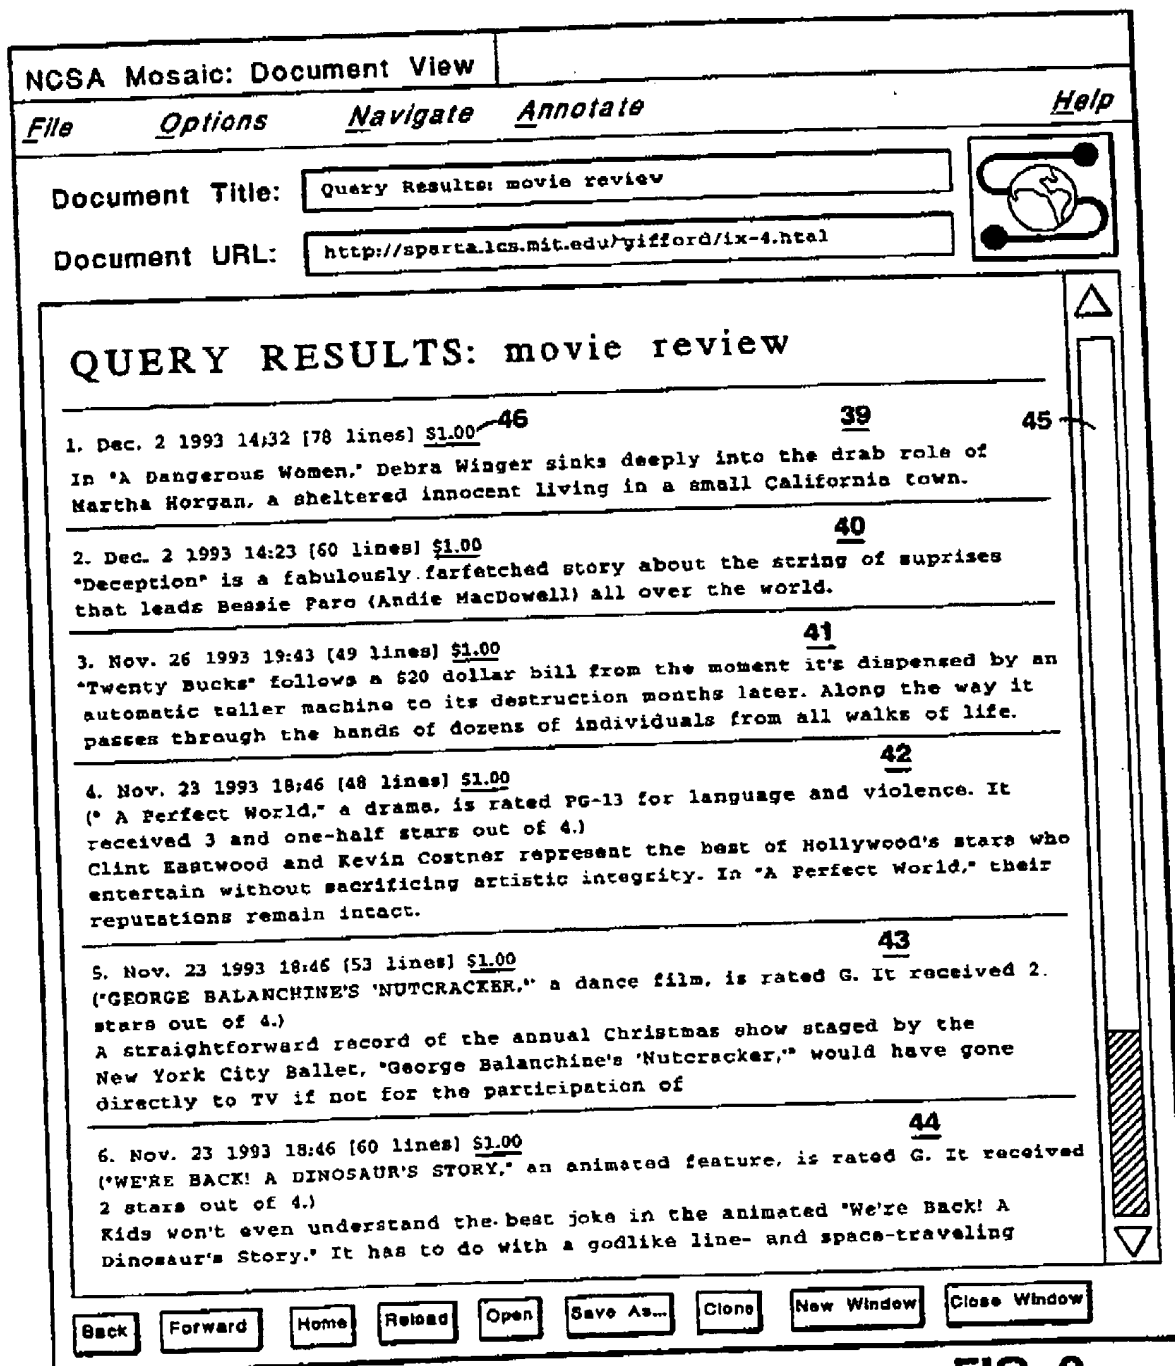 NCSA Mosaic: Document View
File Options Navigate Annotate Help
Document Title: Query Results: movie review
Document URL: http://sparta.lcs.mit.edu/gifford/ix-4.html
QUERY RESULTS: movie review
1. Dec. 2 1993 14:32 [78 lines] $1.00 46 39 45
In "A Dangerous Women," Debra Winger sinks deeply into the drab role of
Martha Horgan, a sheltered innocent living in a small California town.
40
2. Dec. 2 1993 14:23 [60 lines] $1.00
"Deception" is a fabulously farfetched story about the string of suprises
that leads Bessie Faro (Andie MacDowell) all over the world.
41
3. Nov. 26 1993 19:43 [49 lines] $1.00
"Twenty Bucks" follows a $20 dollar bill from the moment it's dispensed by an
automatic teller machine to its destruction months later. Along the way it
passes through the hands of dozens of individuals from all walks of life.
42
4. Nov. 23 1993 18:46 [48 lines] $1.00
(" A Perfect World," a drama, is rated PG-13 for language and violence. It
received 3 and one-half stars out of 4.)
Clint Eastwood and Kevin Costner represent the best of Hollywood's stars who
entertain without sacrificing artistic integrity. In "A Perfect World," their
reputations remain intact.
43
5. Nov. 23 1993 18:46 [53 lines] $1.00
("GEORGE BALANCHINE'S 'NUTCRACKER," a dance film, is rated G. It received 2.
stars out of 4.)
A straightforward record of the annual Christmas show staged by the
New York City Ballet, "George Balanchine's 'Nutcracker,'" would have gone
directly to TV if not for the participation of
44
6. Nov. 23 1993 18:46 [60 lines] $1.00
("WE'RE BACK! A DINOSAUR'S STORY," an animated feature, is rated G. It received
2 stars out of 4.)
Kids won't even understand the best joke in the animated "We're Back! A
Dinosaur's Story." It has to do with a godlike line- and space-traveling
Back Forward Home Reload Open Save As... Clone New Window Close Window